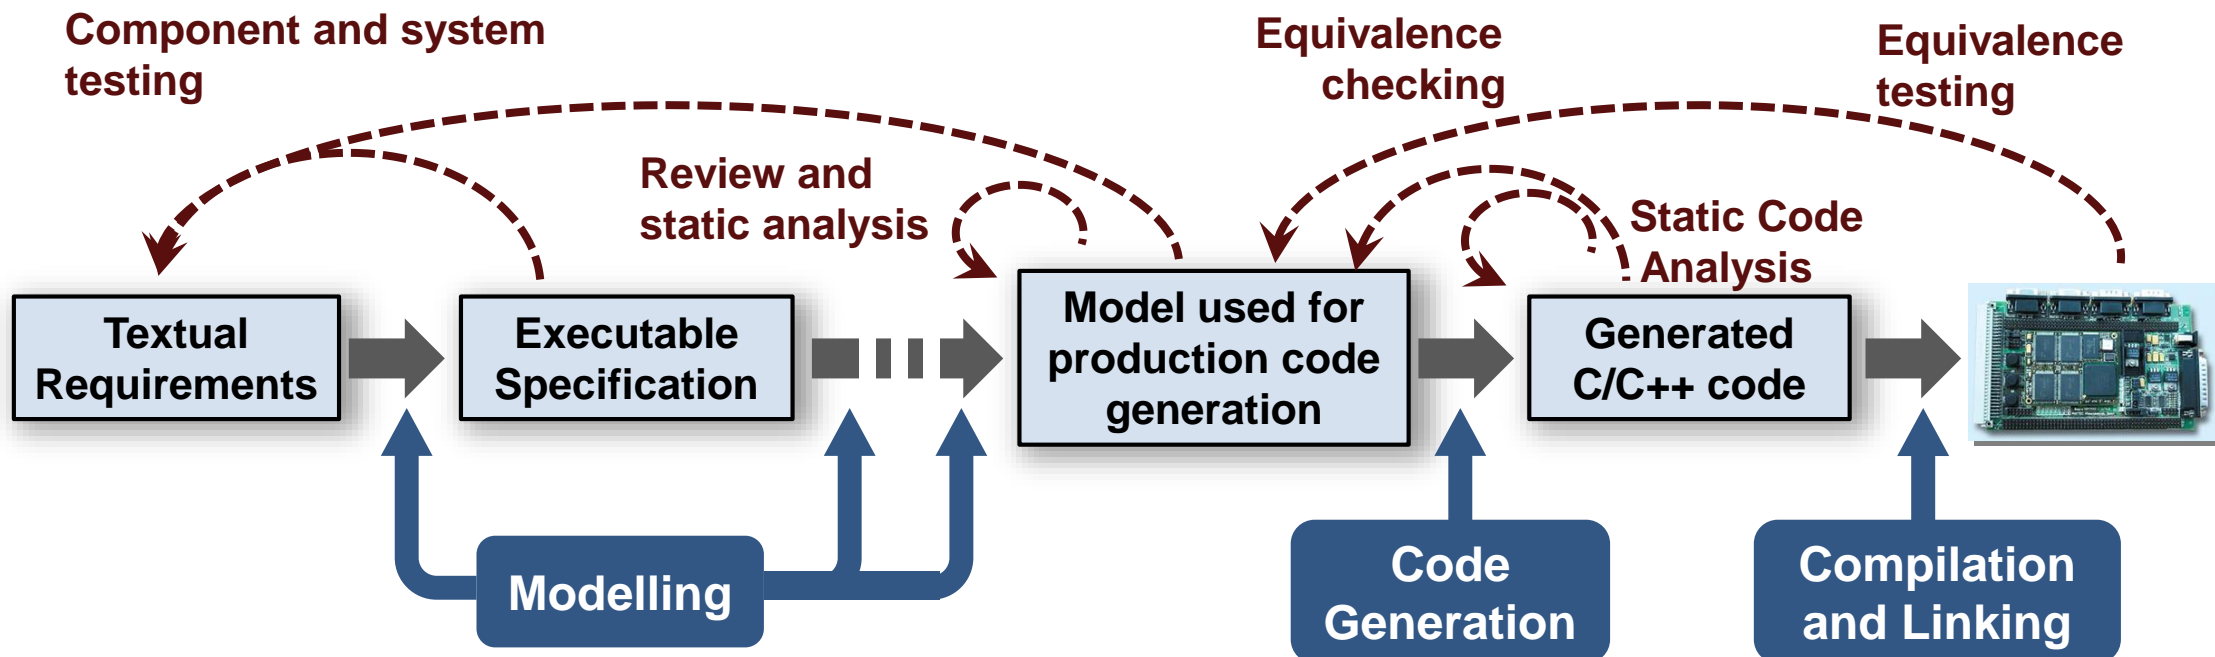 Component and system
testing
Equivalence
checking
Equivalence
testing
Review and
static analysis
Static Code
Analysis
Textual
Requirements
Executable
Specification
Model used for
production code
generation
Generated
C/C++ code
Modelling
Code
Generation
Compilation
and Linking